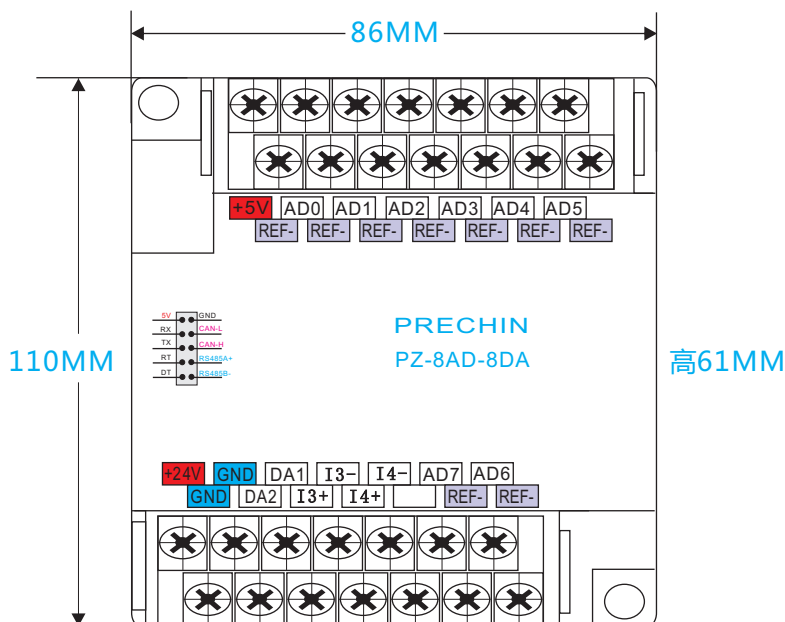 86MM
+5V AD0 AD1 AD2 AD3 AD4 AD5
REF- REF- REF- REF- REF- REF- REF-
5V GND
RX CAN-L
TX CAN-H
RT RS485A+
DT RS485B-
PRECHIN
PZ-8AD-8DA
110MM
高61MM
+24V GND DA1 I3- I4- AD7 AD6
GND DA2 I3+ I4+ REF- REF-